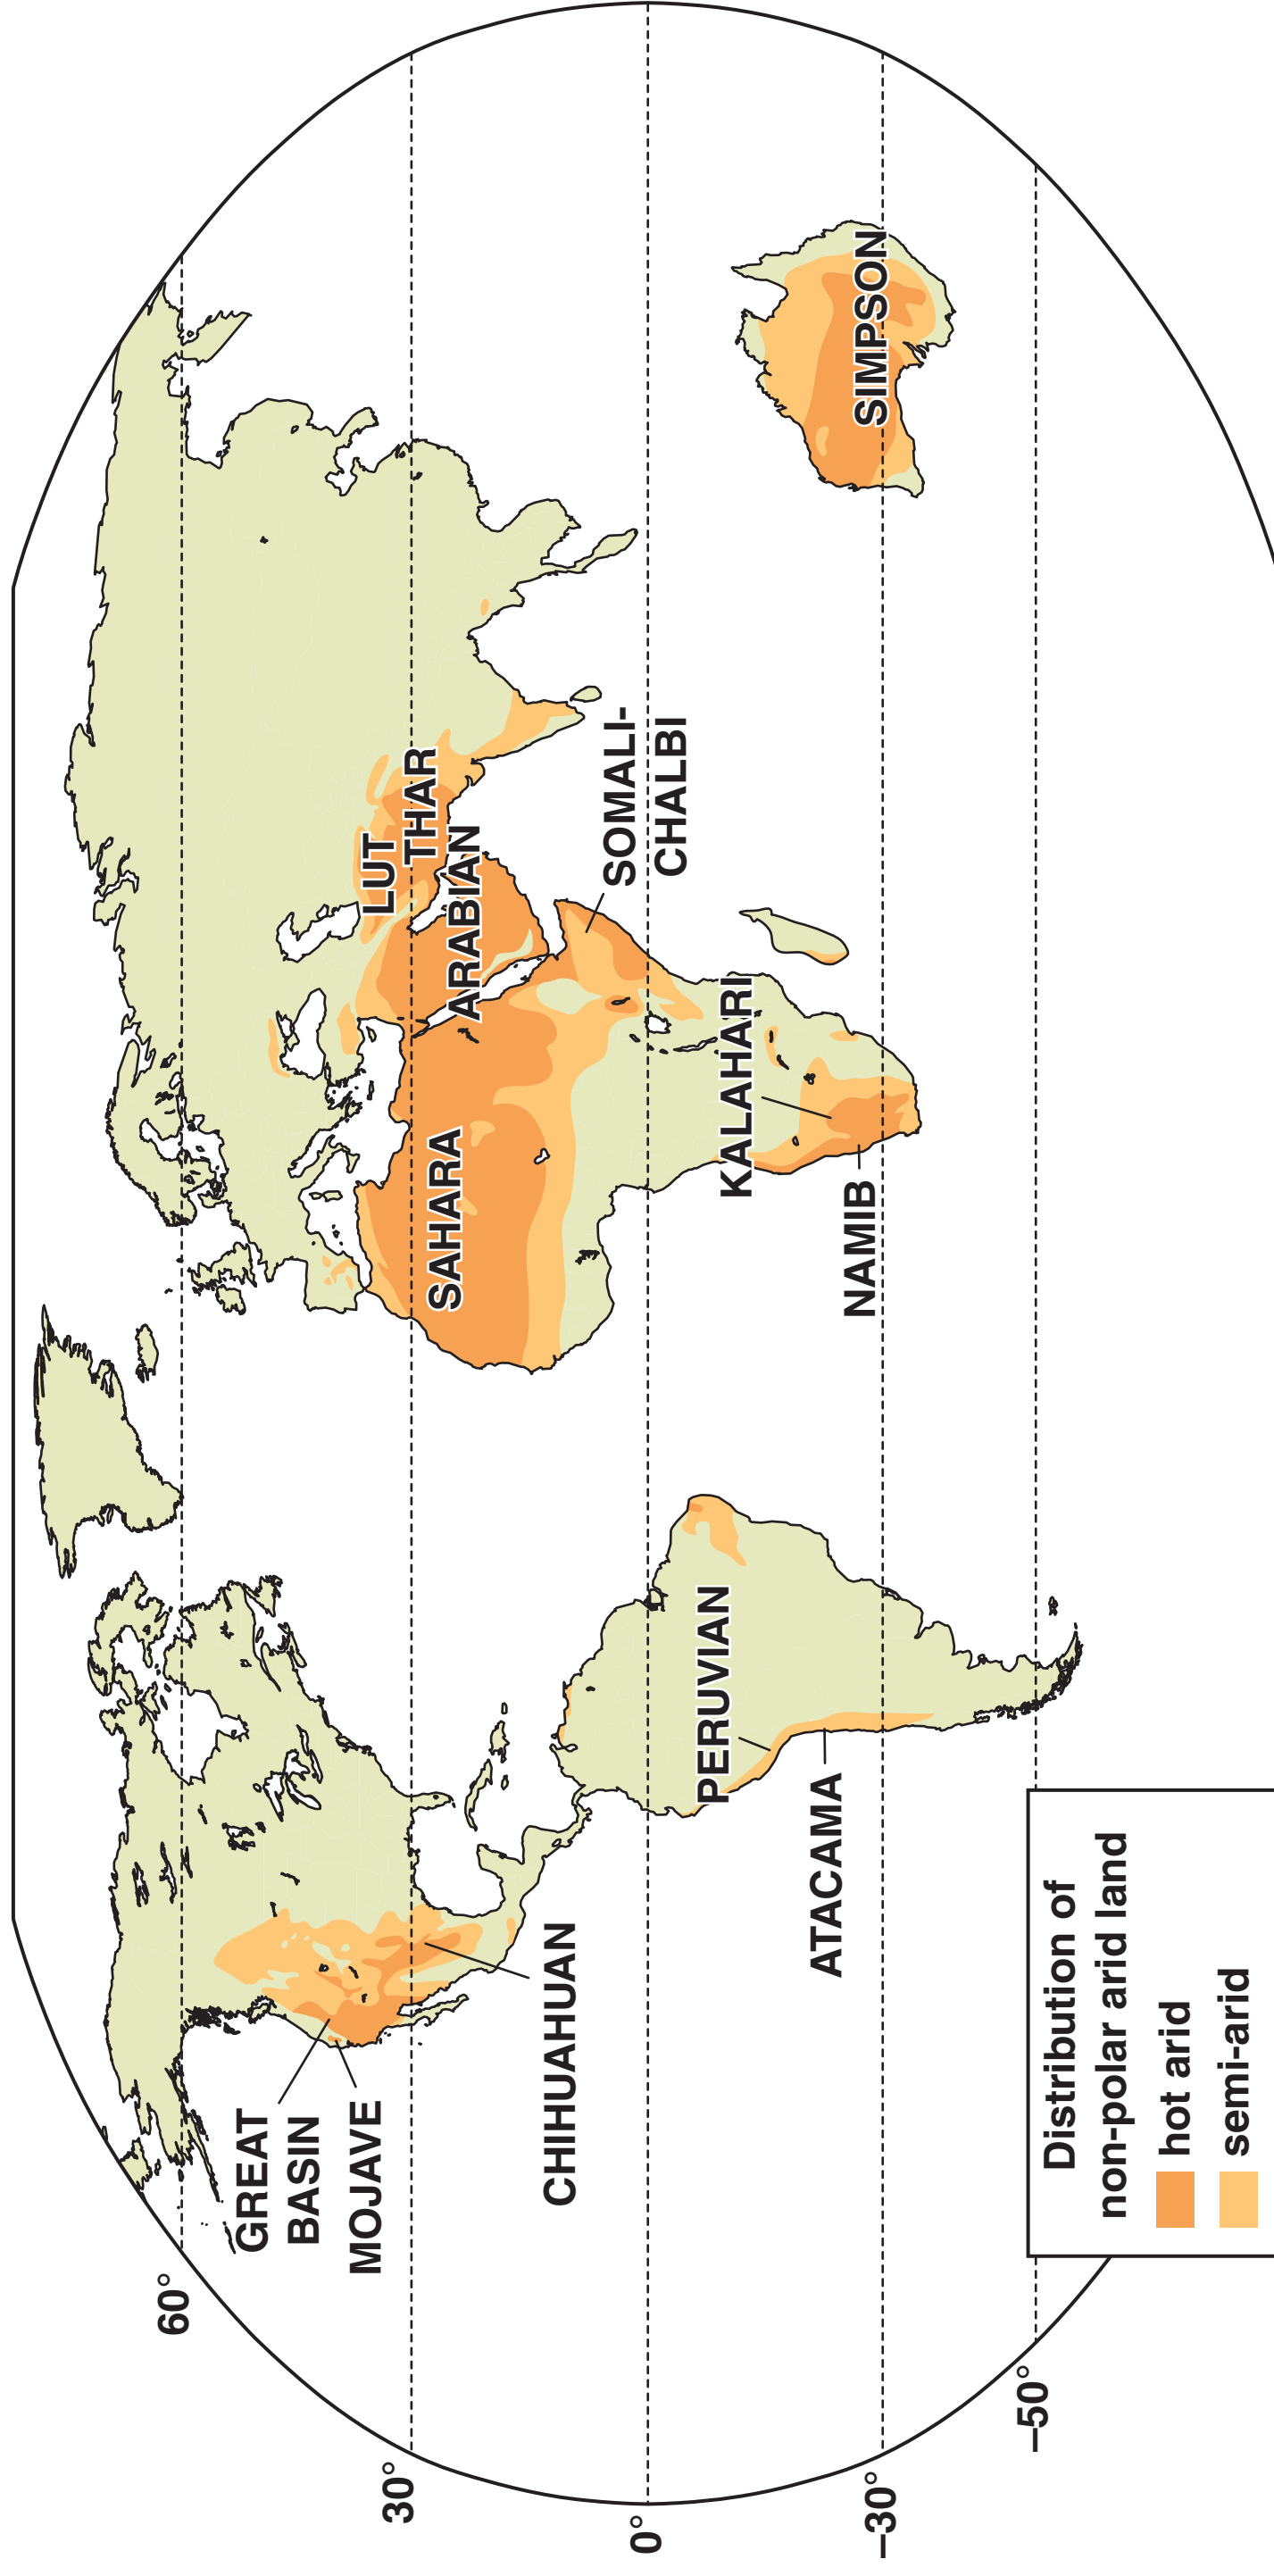 60°
30°
0°
–30°
–50°
GREAT
BASIN
MOJAVE
CHIHUAHUAN
PERUVIAN
ATACAMA
SAHARA
LUT
THAR
ARABIAN
SOMALI-
CHALBI
KALAHARI
NAMIB
SIMPSON
Distribution of
non-polar arid land
hot arid
semi-arid